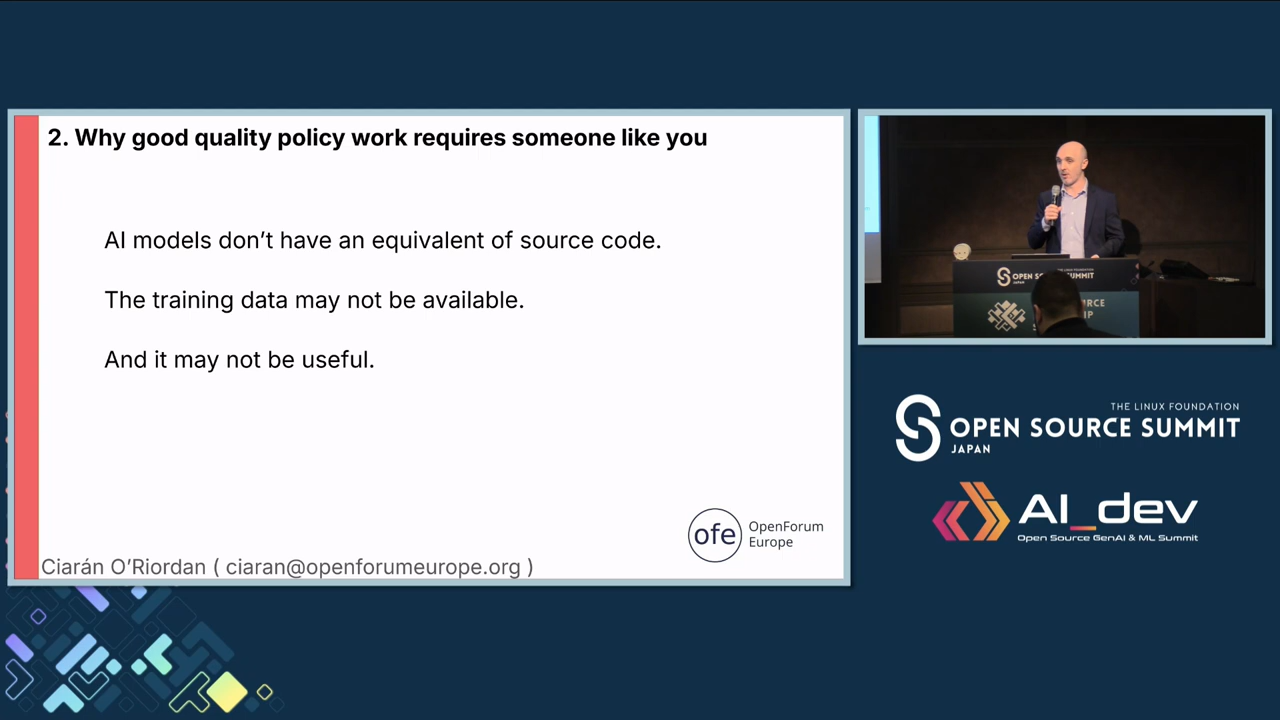 2. Why good quality policy work requires someone like you
AI models don’t have an equivalent of source code.
The training data may not be available.
And it may not be useful.
ofe
OpenForum
Europe
Ciarán O’Riordan ( ciaran@openforumeurope.org )
THE LINUX FOUNDATION
OPEN SOURCE SUMMIT
JAPAN
AI_dev
Open Source GenAI & ML Summit